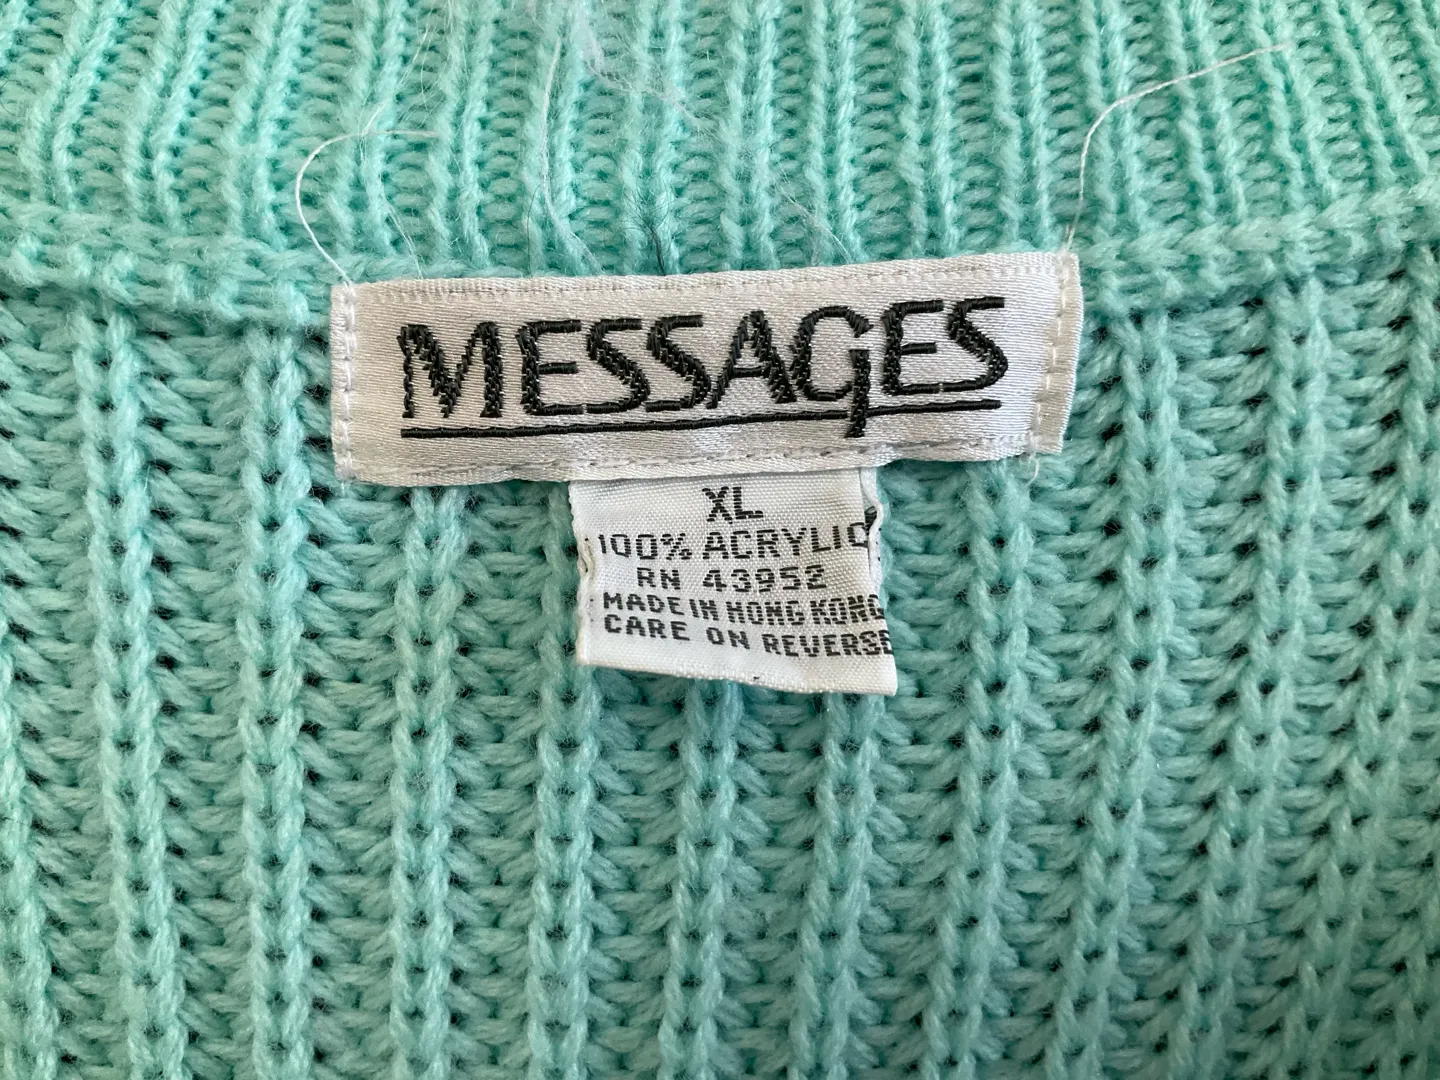 MESSAGES
XL
100% ACRYLIC
RN 43952
MADE IN HONG KONG
CARE ON REVERSE